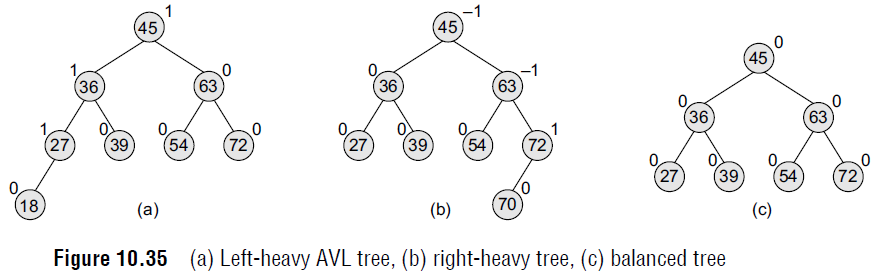 1 –1
45 45 0
45
1 0 0 –1
36 63 36 63 0 0
36 63
1 0 0 0 0 0 0 1
27 39 54 72 27 39 54 72 0 0 0 0
27 39 54 72
0 0
18 70
(a) (b) (c)
Figure 10.35 (a) Left-heavy AVL tree, (b) right-heavy tree, (c) balanced tree